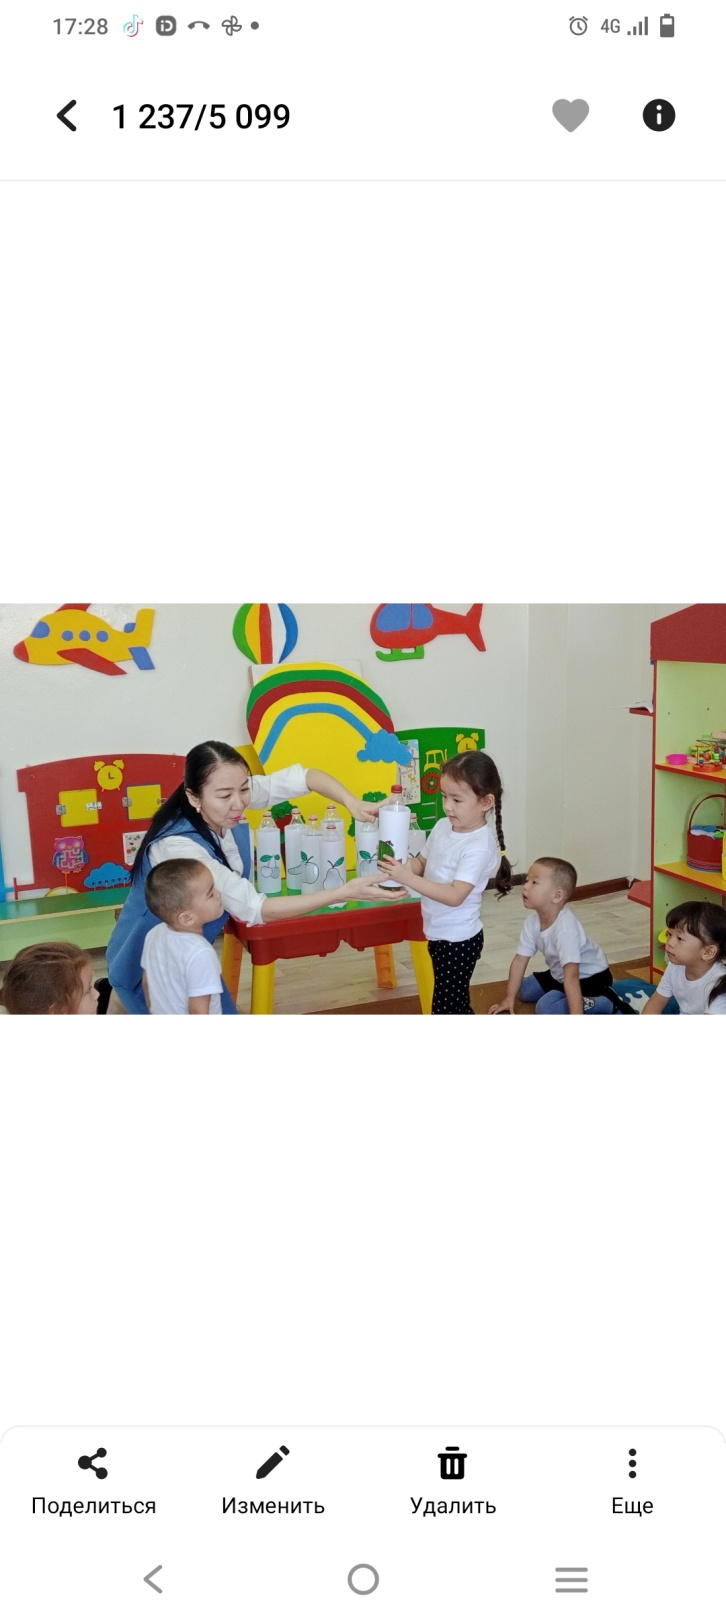 17:28
4G
1 237/5 099
Поделиться
Изменить
Удалить
Еще